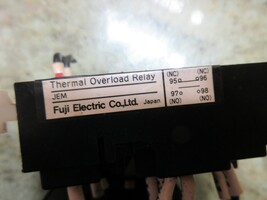 Thermal Overload Relay
JEM
Fuji Electric Co.,Ltd. Japan
(NC) (NC)
95 96
97 98
(NO) (NO)